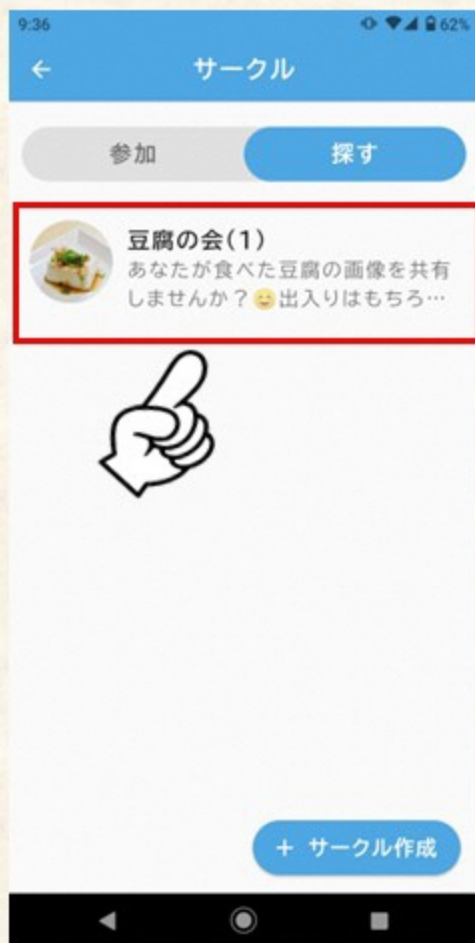 9:36
62%
サークル
参加
探す
豆腐の会(1)
あなたが食べた豆腐の画像を共有
しませんか？😄出入りはもちろ…
+ サークル作成